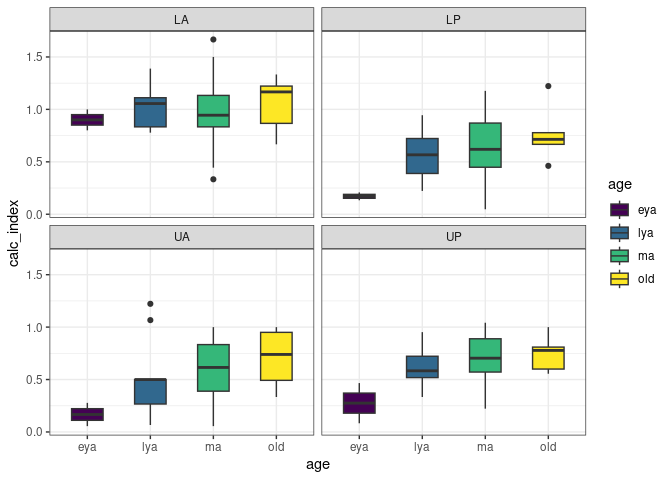 LA LP
1.5
1.0
0.5
0.0
calc_index
UA UP
1.5
1.0
0.5
0.0
eya lya ma old eya lya ma old
age
age
eya
lya
ma
old